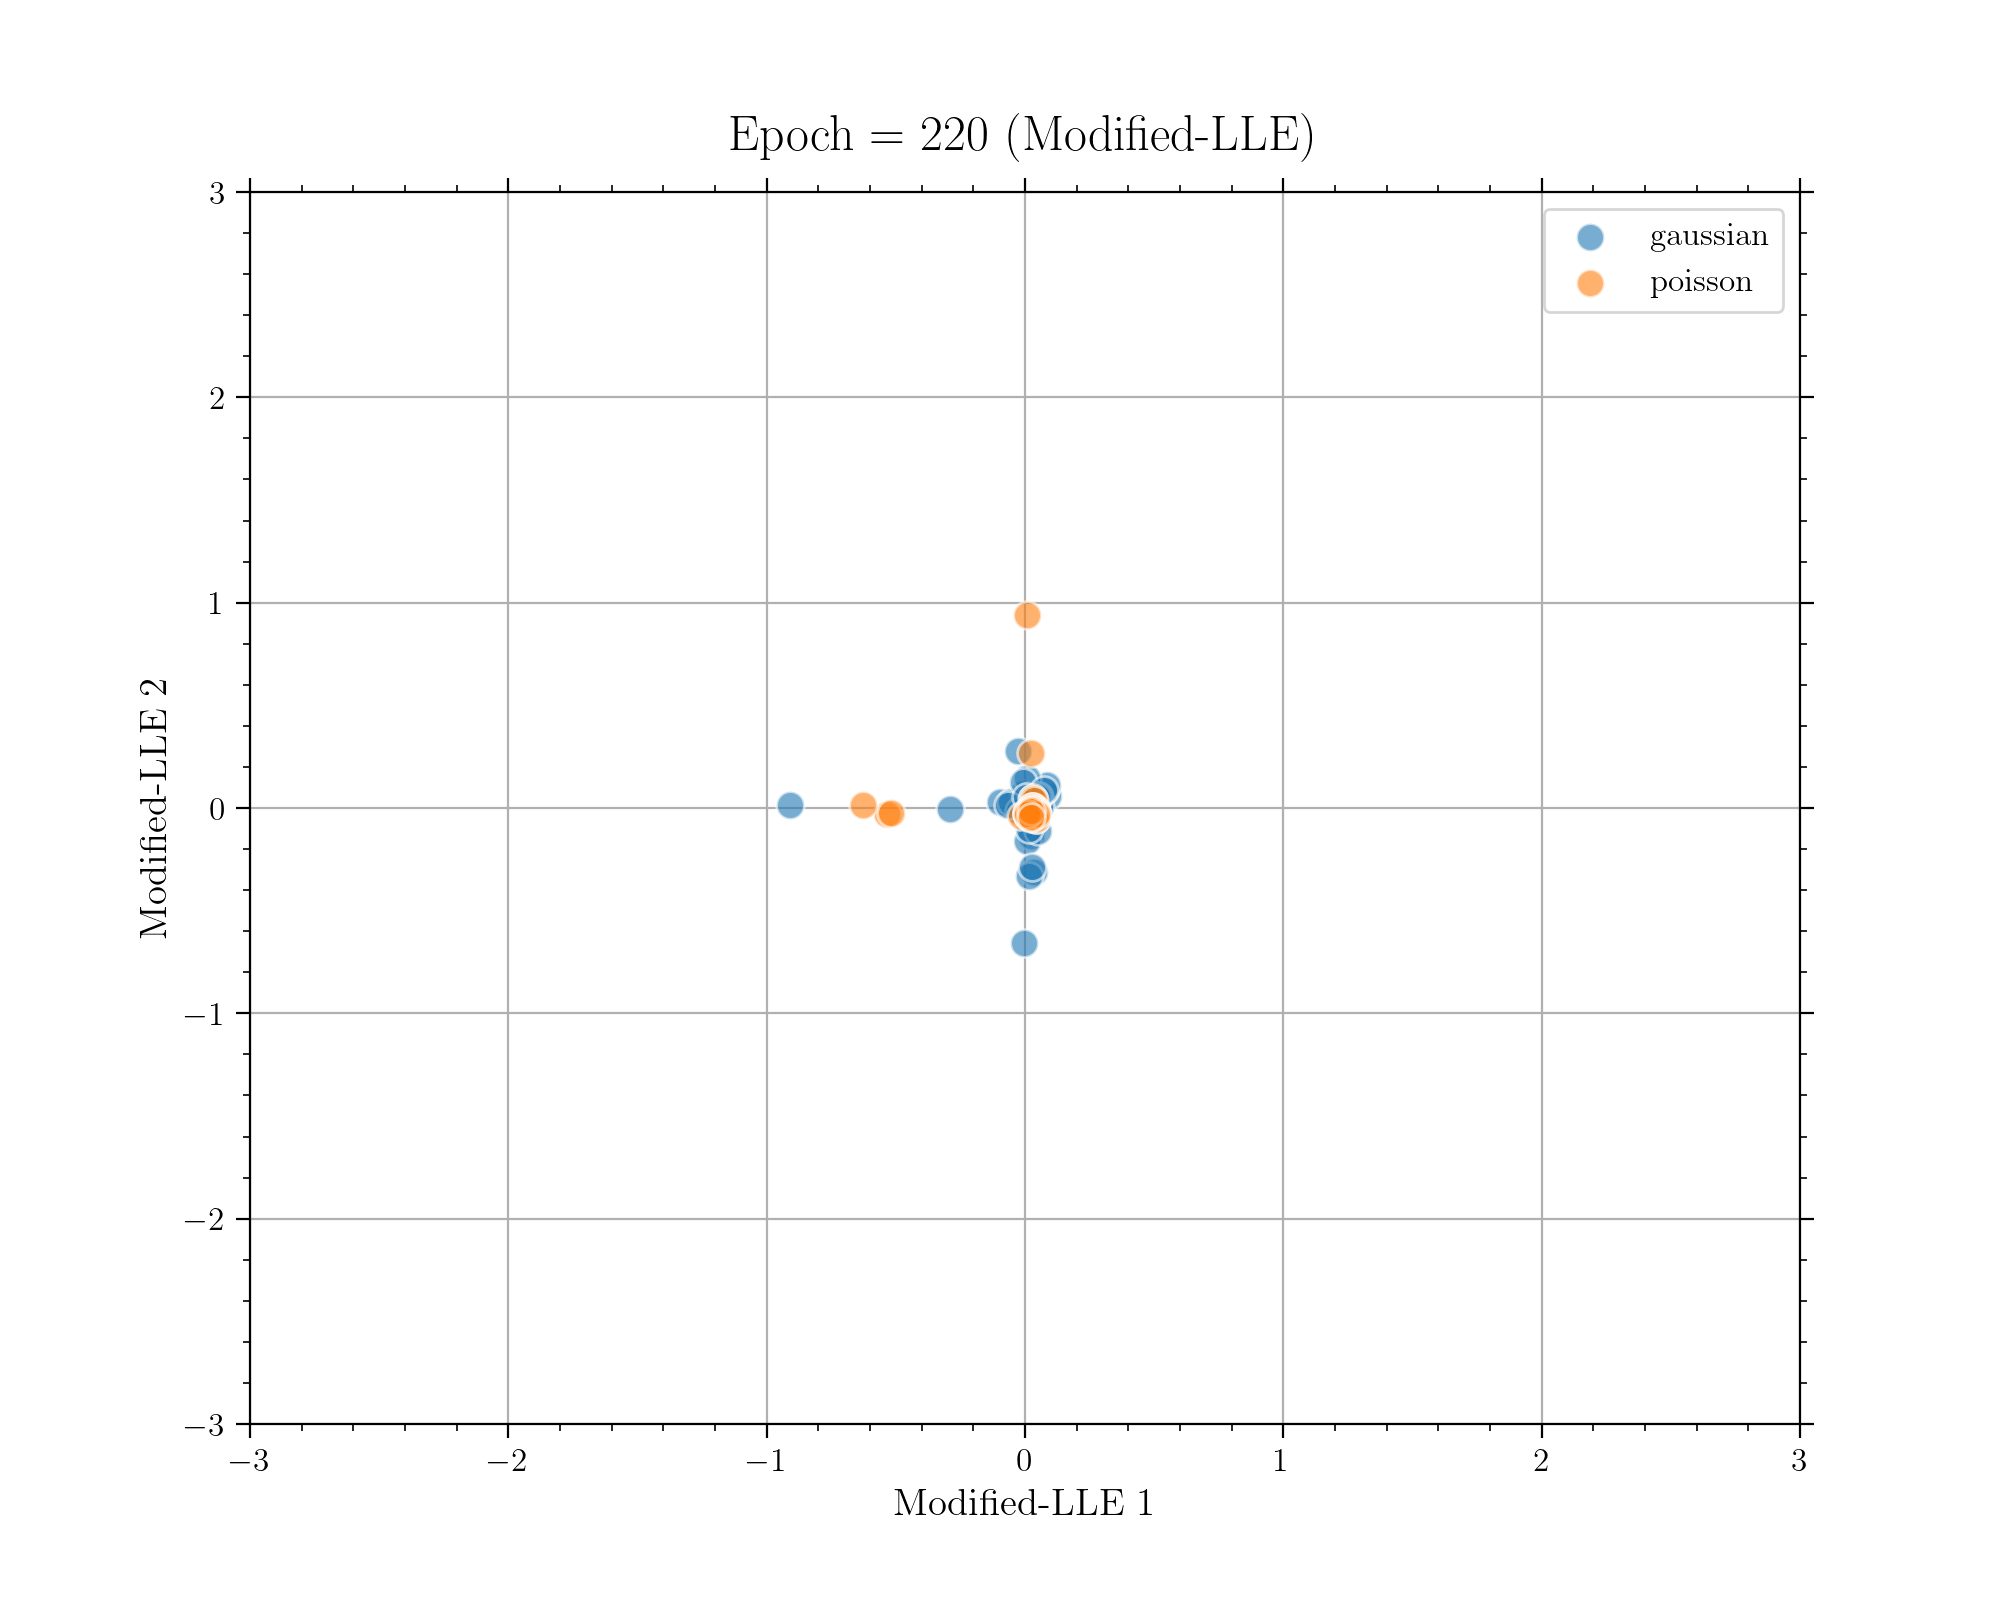 Epoch = 220 (Modified-LLE)
gaussian
poisson
3
2
1
0
−1
−2
−3
Modified-LLE 2
−3
−2
−1
0
1
2
3
Modified-LLE 1